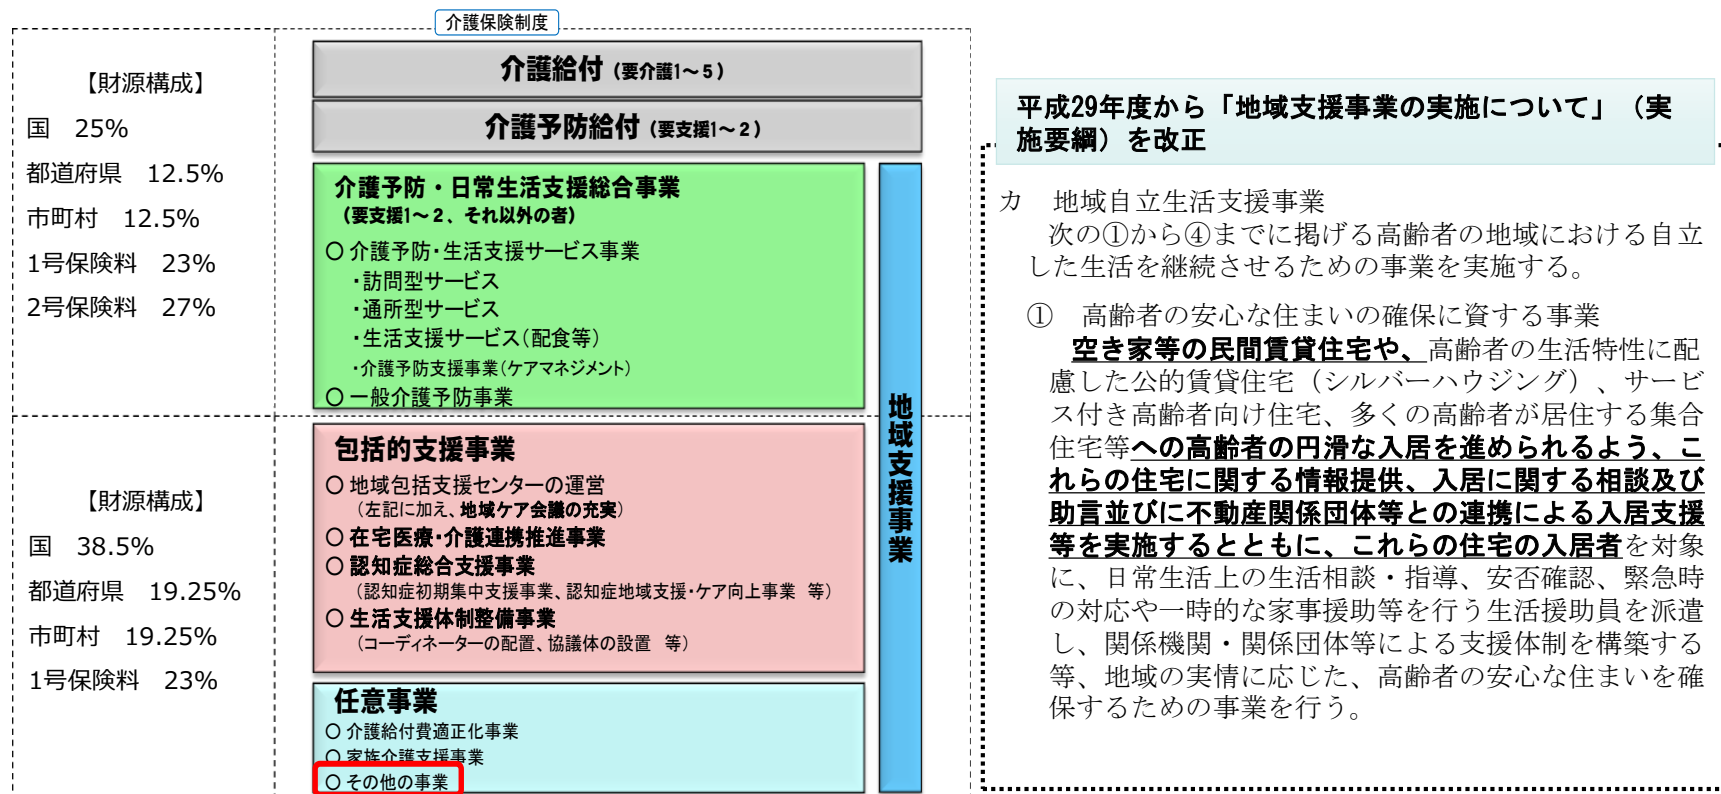 介護保険制度
【財源構成】
国　25%
都道府県　12.5%
市町村　12.5%
1号保険料　23%
2号保険料　27%
介護給付（要介護1～5）
介護予防給付（要支援1～2）
介護予防・日常生活支援総合事業
（要支援1～2、それ以外の者）
○ 介護予防・生活支援サービス事業
・訪問型サービス
・通所型サービス
・生活支援サービス（配食等）
・介護予防支援事業（ケアマネジメント）
○ 一般介護予防事業
【財源構成】
国　38.5%
都道府県　19.25%
市町村　19.25%
1号保険料　23%
包括的支援事業
○ 地域包括支援センターの運営
（左記に加え、地域ケア会議の充実）
○ 在宅医療・介護連携推進事業
○ 認知症総合支援事業
（認知症初期集中支援事業、認知症地域支援・ケア向上事業　等）
○ 生活支援体制整備事業
（コーディネーターの配置、協議体の設置　等）
任意事業
○ 介護給付費適正化事業
○ 家族介護支援事業
○ その他の事業
地域支援事業
平成29年度から「地域支援事業の実施について」（実
施要綱）を改正
カ　地域自立生活支援事業
次の①から④までに掲げる高齢者の地域における自立
した生活を継続させるための事業を実施する。
①　高齢者の安心な住まいの確保に資する事業
空き家等の民間賃貸住宅や、高齢者の生活特性に配
慮した公的賃貸住宅（シルバーハウジング）、サービ
ス付き高齢者向け住宅、多くの高齢者が居住する集合
住宅等への高齢者の円滑な入居を進められるよう、こ
れらの住宅に関する情報提供、入居に関する相談及び
助言並びに不動産関係団体等との連携による入居支援
等を実施するとともに、これらの住宅の入居者を対象
に、日常生活上の生活相談・指導、安否確認、緊急時
の対応や一時的な家事援助等を行う生活援助員を派遣
し、関係機関・関係団体等による支援体制を構築する
等、地域の実情に応じた、高齢者の安心な住まいを確
保するための事業を行う。